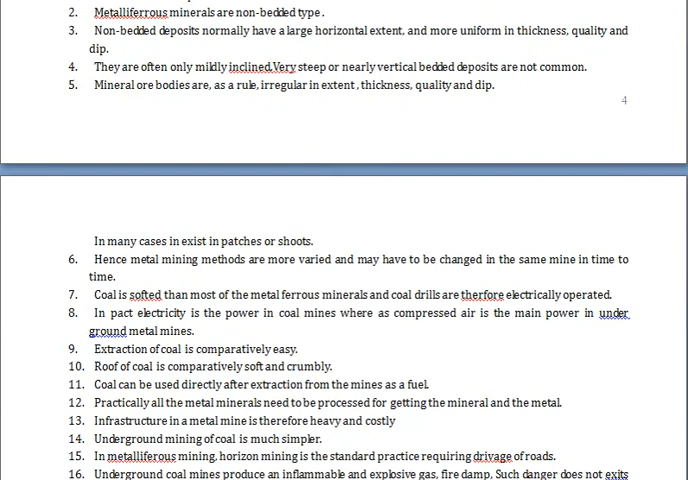 2. Metalliferrous minerals are non-bedded type .
3. Non-bedded deposits normally have a large horizontal extent, and more uniform in thickness, quality and
dip.
4. They are often only mildly inclined.Very steep or nearly vertical bedded deposits are not common.
5. Mineral ore bodies are, as a rule, irregular in extent , thickness, quality and dip.
4
In many cases in exist in patches or shoots.
6. Hence metal mining methods are more varied and may have to be changed in the same mine in time to
time.
7. Coal is softed than most of the metal ferrous minerals and coal drills are therfore electrically operated.
8. In pact electricity is the power in coal mines where as compressed air is the main power in under
ground metal mines.
9. Extraction of coal is comparatively easy.
10. Roof of coal is comparatively soft and crumbly.
11. Coal can be used directly after extraction from the mines as a fuel.
12. Practically all the metal minerals need to be processed for getting the mineral and the metal.
13. Infrastructure in a metal mine is therefore heavy and costly
14. Underground mining of coal is much simpler.
15. In metalliferous mining, horizon mining is the standard practice requiring drivage of roads.
16. Underground coal mines produce an inflammable and explosive gas, fire damp, Such danger does not exits